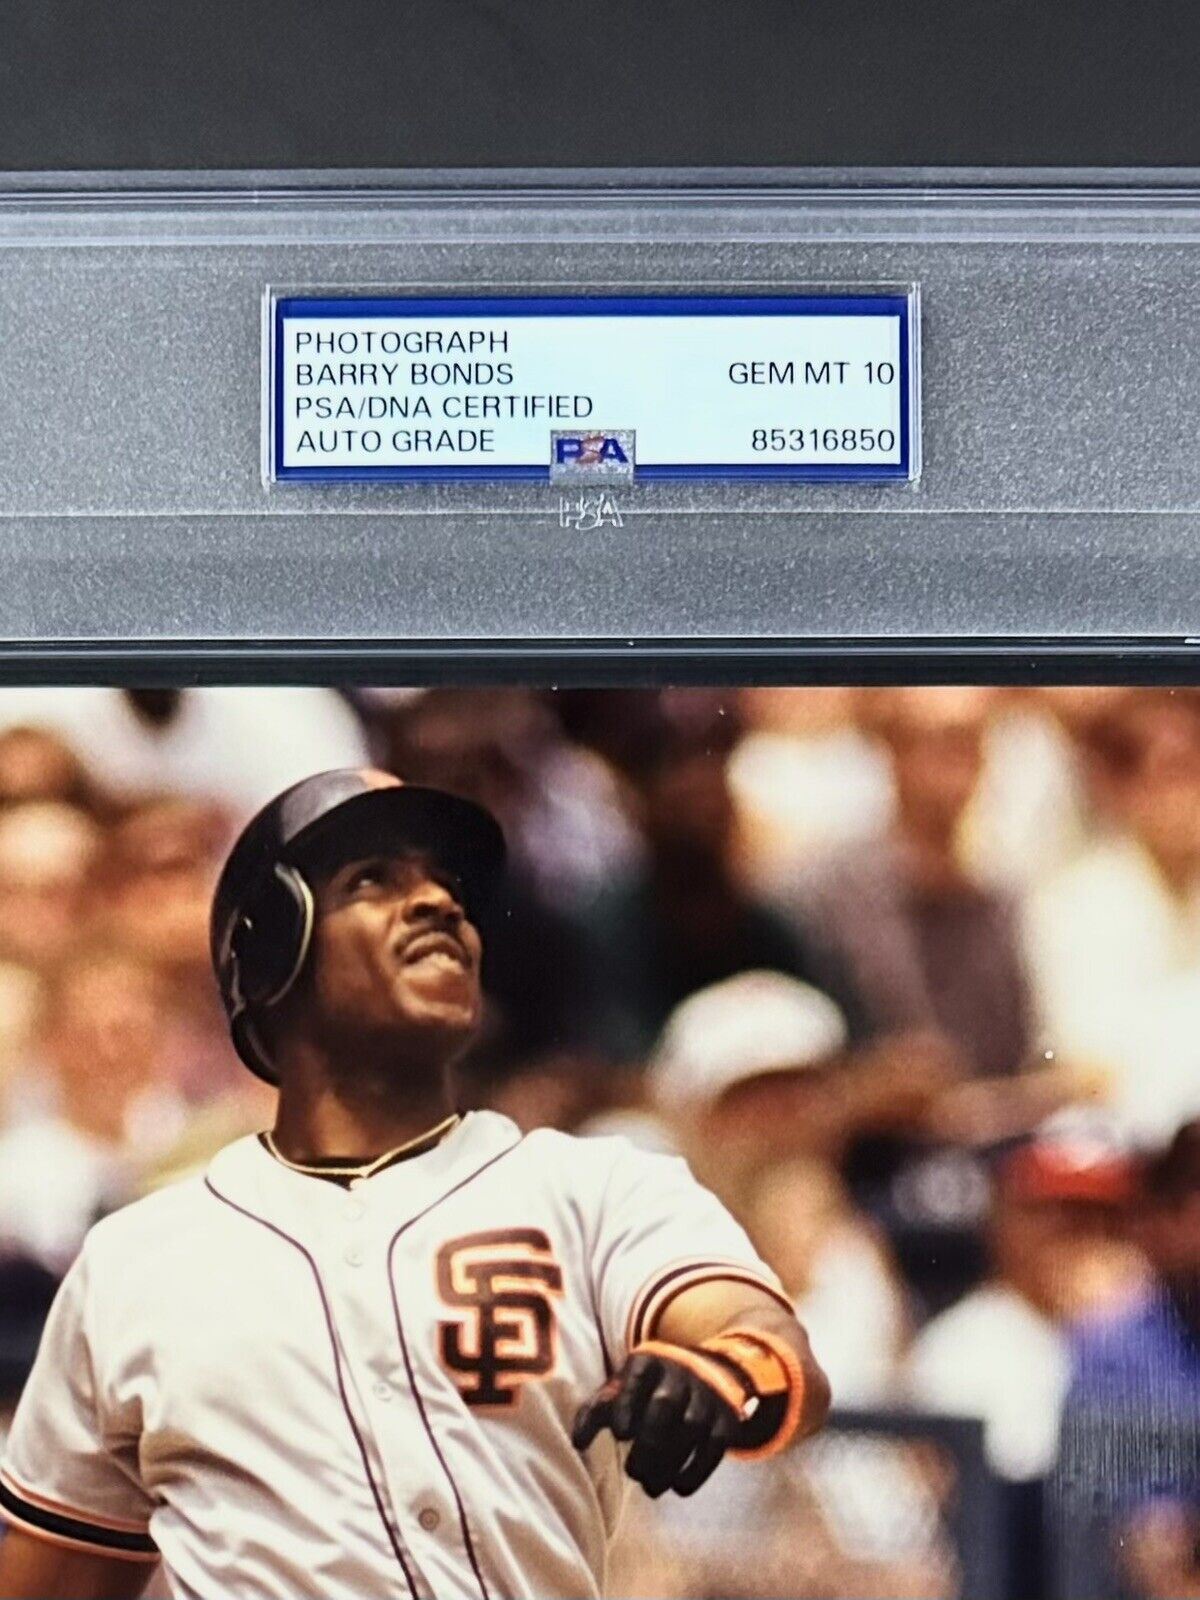 PHOTOGRAPH
BARRY BONDS GEM MT 10
PSA/DNA CERTIFIED
AUTO GRADE PSA 85316850
PSA
SF